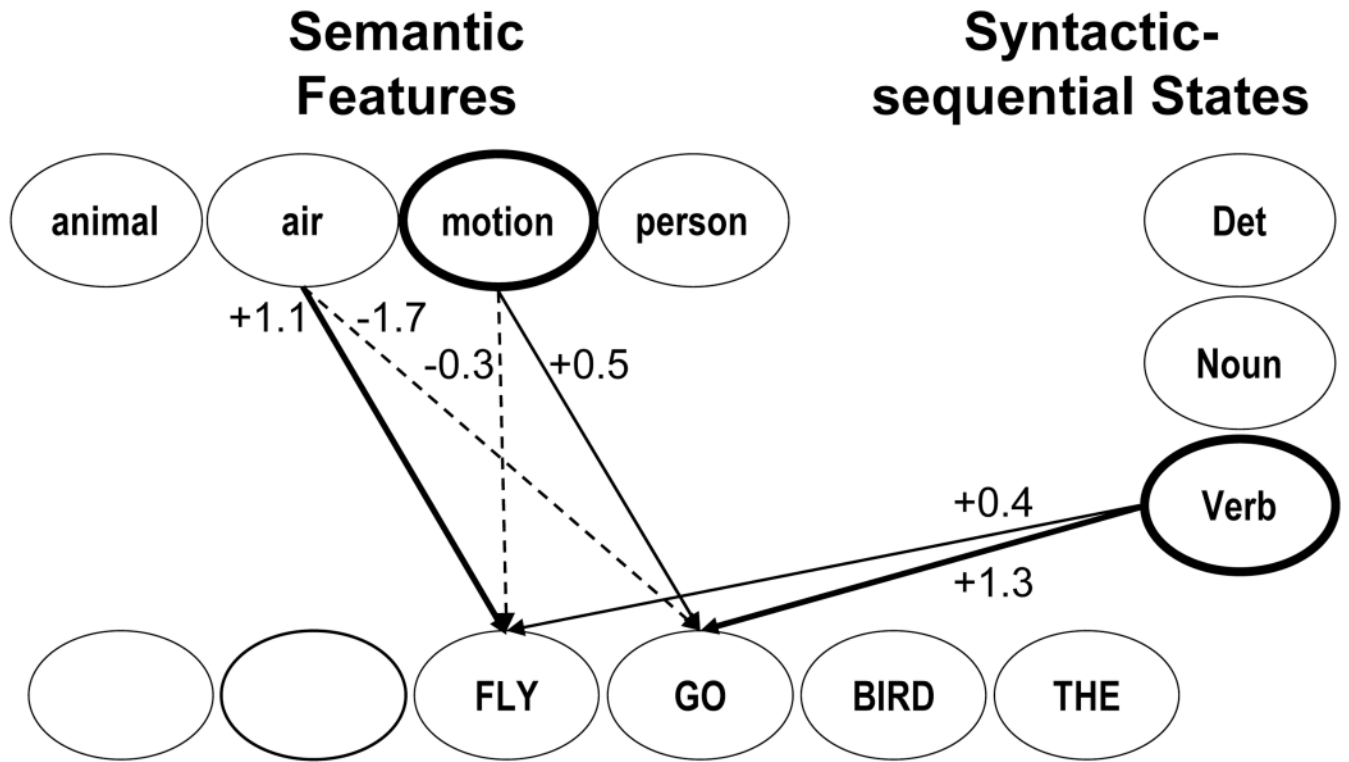 Semantic
Features
Syntactic-
sequential States
animal
air
motion
person
Det
+1.1
-1.7
-0.3
+0.5
Noun
+0.4
Verb
+1.3
FLY
GO
BIRD
THE